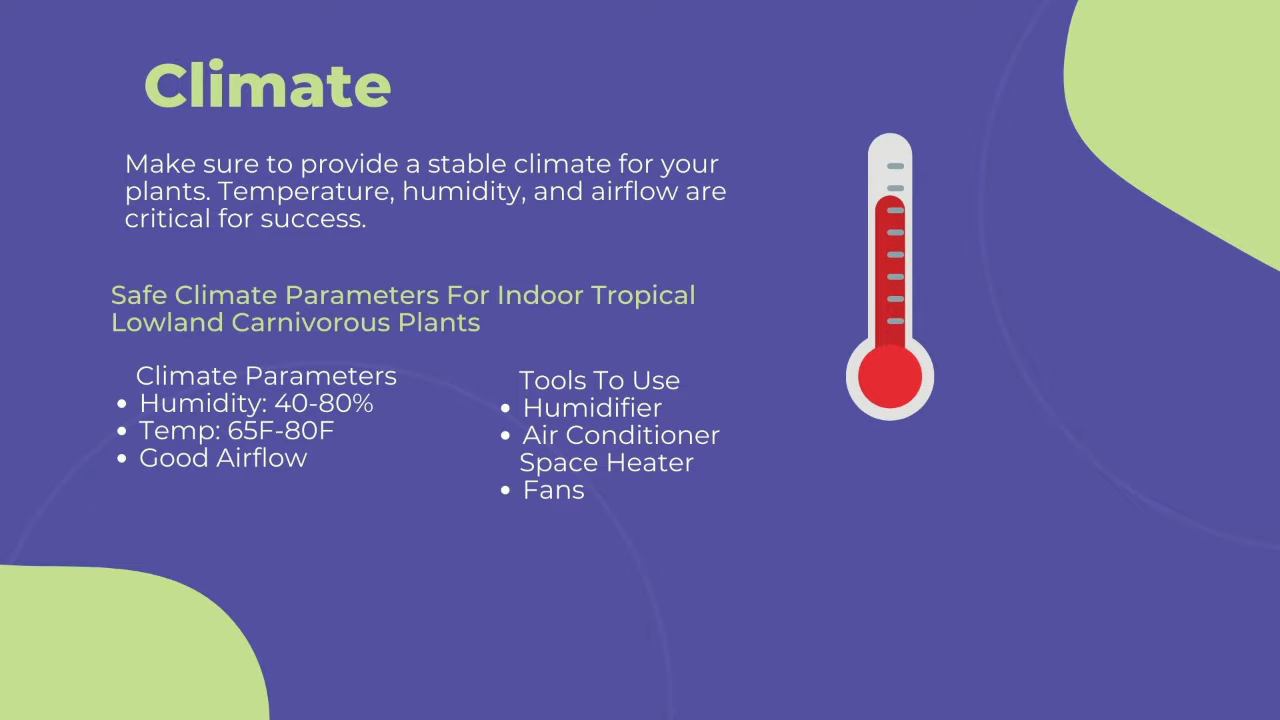 Climate
Make sure to provide a stable climate for your
plants. Temperature, humidity, and airflow are
critical for success.
Safe Climate Parameters For Indoor Tropical
Lowland Carnivorous Plants
Climate Parameters
• Humidity: 40-80%
• Temp: 65F-80F
• Good Airflow
Tools To Use
• Humidifier
• Air Conditioner
Space Heater
• Fans